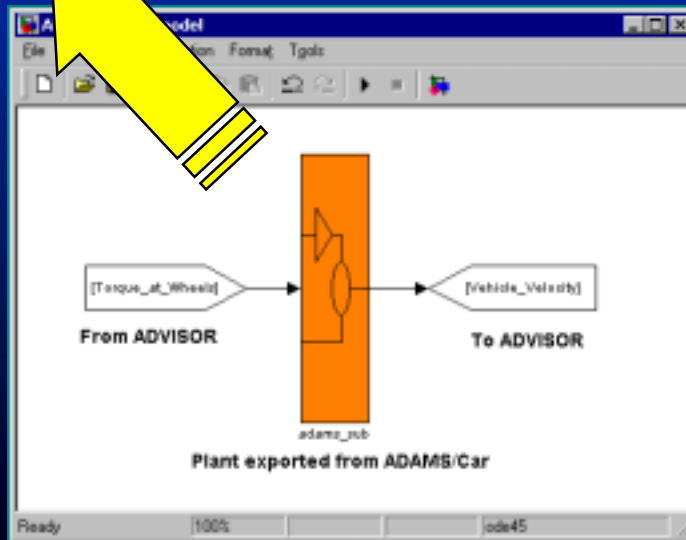 File Format Tools
[Torque_at_Wheels]
[Vehicle_Velocity]
From ADVISOR
To ADVISOR
adams_sub
Plant exported from ADAMS/Car
Ready 100% ode45